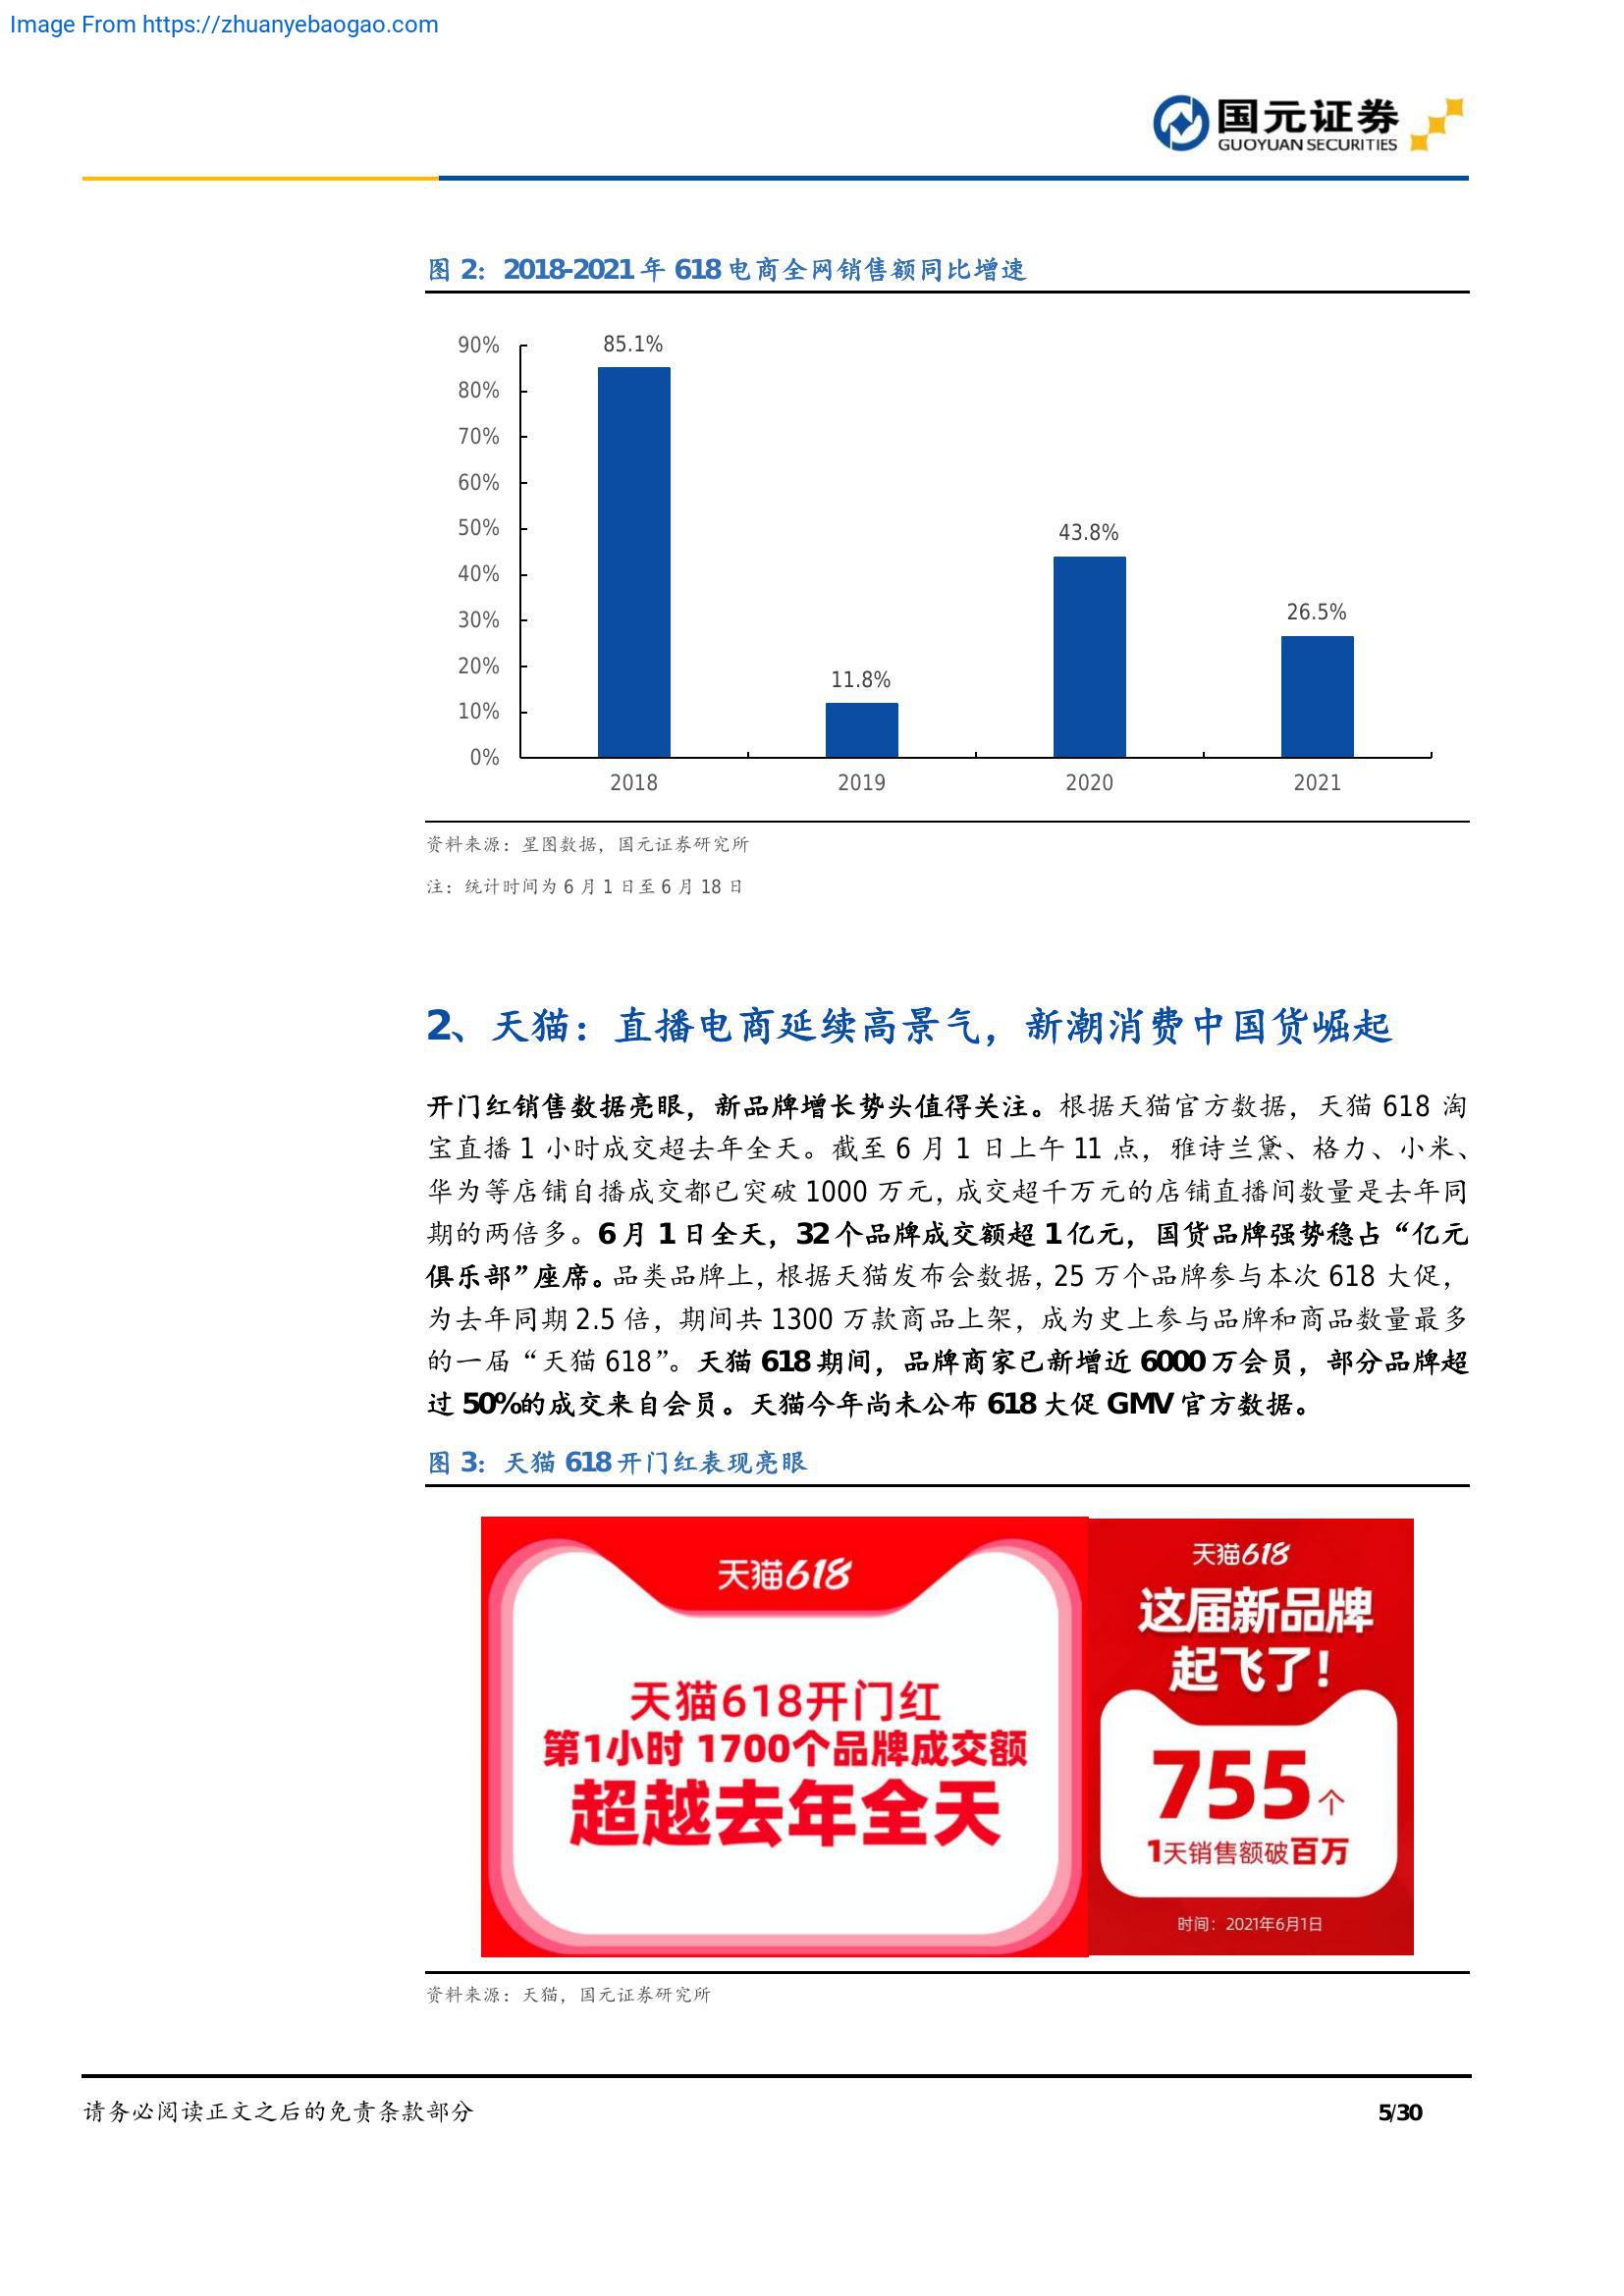 Image From https://zhuanyebaogao.com
国元证券
GUOYUAN SECURITIES
图 2：2018-2021 年 618 电商全网销售额同比增速
90%
80%
70%
60%
50%
40%
30%
20%
10%
0%
85.1%
11.8%
43.8%
26.5%
2018 2019 2020 2021
资料来源：星图数据，国元证券研究所
注：统计时间为 6 月 1 日至 6 月 18 日
2、天猫：直播电商延续高景气，新潮消费中国货崛起
开门红销售数据亮眼，新品牌增长势头值得关注。根据天猫官方数据，天猫 618 淘
宝直播 1 小时成交超去年全天。截至 6 月 1 日上午 11 点，雅诗兰黛、格力、小米、
华为等店铺自播成交都已突破 1000 万元，成交超千万元的店铺直播间数量是去年同
期的两倍多。6 月 1 日全天，32 个品牌成交额超 1 亿元，国货品牌强势稳占“亿元
俱乐部”座席。品类品牌上，根据天猫发布会数据，25 万个品牌参与本次 618 大促，
为去年同期 2.5 倍，期间共 1300 万款商品上架，成为史上参与品牌和商品数量最多
的一届“天猫 618”。天猫 618 期间，品牌商家已新增近 6000 万会员，部分品牌超
过 50%的成交来自会员。天猫今年尚未公布 618 大促 GMV 官方数据。
图 3：天猫 618 开门红表现亮眼
天猫618
天猫618开门红
第1小时 1700个品牌成交额
超越去年全天
天猫618
这届新品牌
起飞了!
755个
1天销售额破百万
时间：2021年6月1日
资料来源：天猫，国元证券研究所
请务必阅读正文之后的免责条款部分
5/30